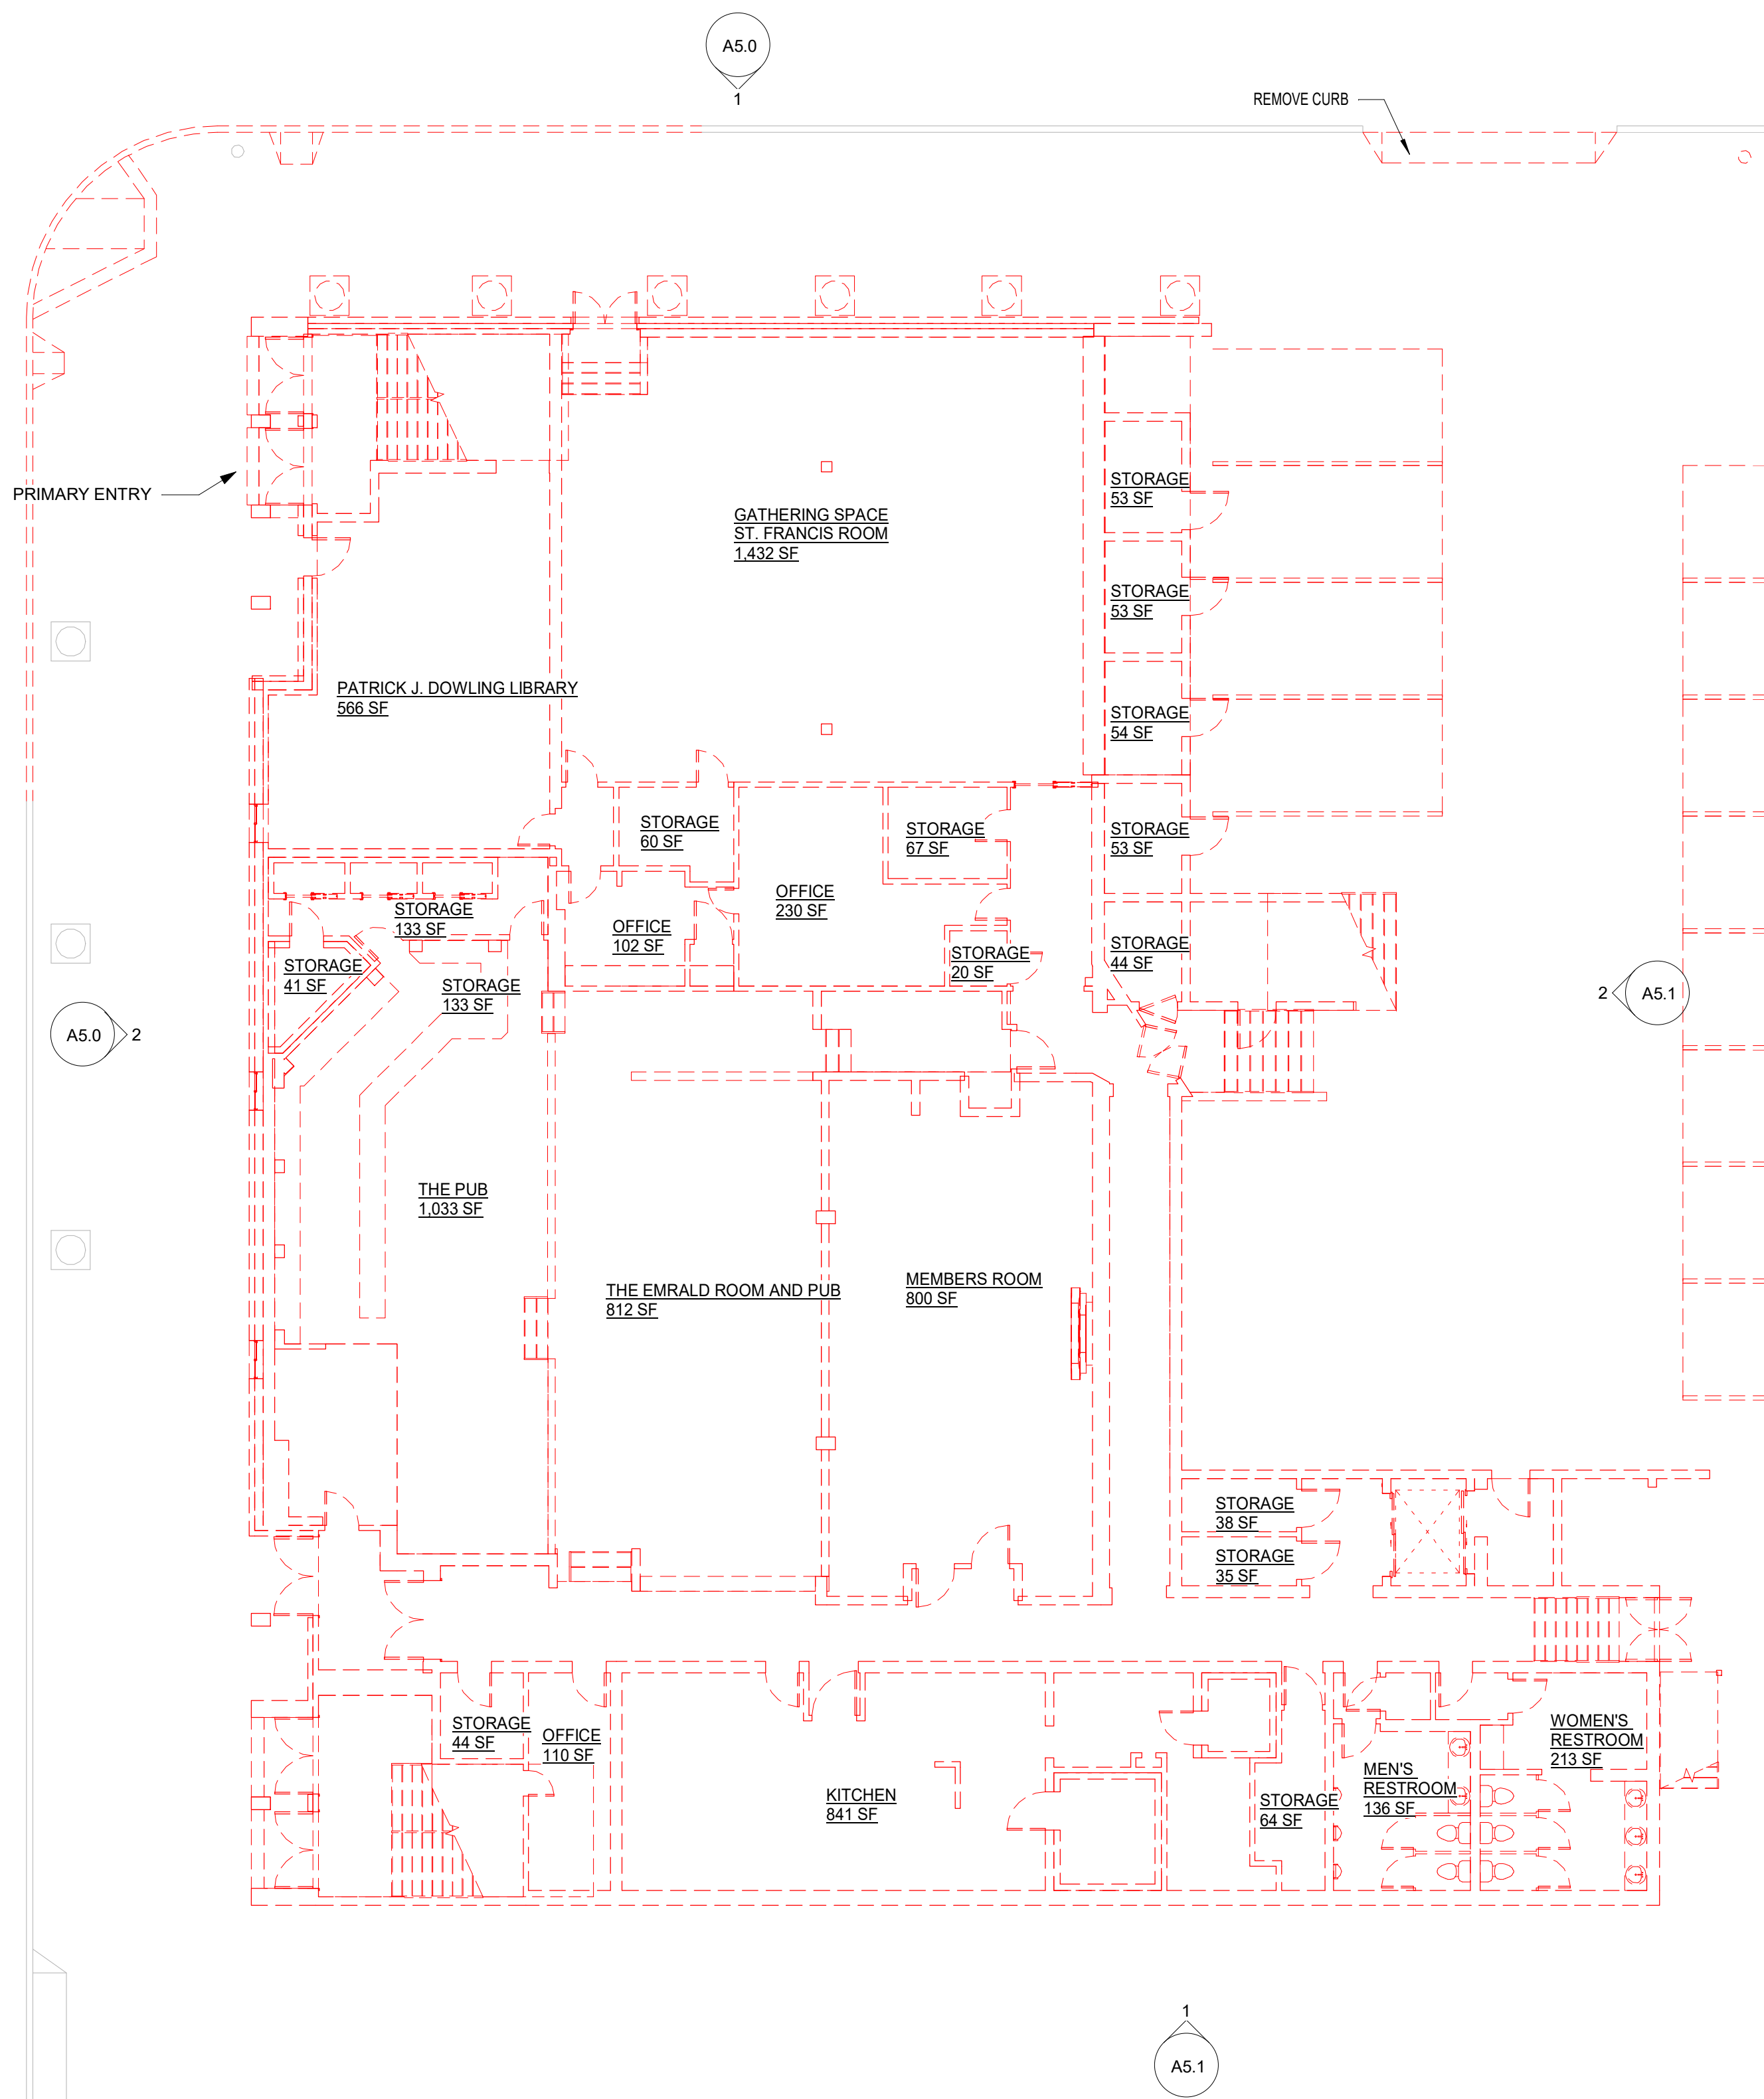 A5.0
1
REMOVE CURB
PRIMARY ENTRY
GATHERING SPACE
ST. FRANCIS ROOM
1,432 SF
STORAGE
53 SF
STORAGE
53 SF
PATRICK J. DOWLING LIBRARY
566 SF
STORAGE
54 SF
STORAGE
60 SF
STORAGE
67 SF
STORAGE
53 SF
OFFICE
230 SF
STORAGE
133 SF
OFFICE
102 SF
STORAGE
20 SF
STORAGE
44 SF
STORAGE
41 SF
STORAGE
133 SF
A5.0
2
2
A5.1
THE PUB
1,033 SF
THE EMRALD ROOM AND PUB
812 SF
MEMBERS ROOM
800 SF
STORAGE
38 SF
STORAGE
35 SF
STORAGE
44 SF
OFFICE
110 SF
KITCHEN
841 SF
STORAGE
64 SF
MEN'S
RESTROOM
136 SF
WOMEN'S
RESTROOM
213 SF
1
A5.1